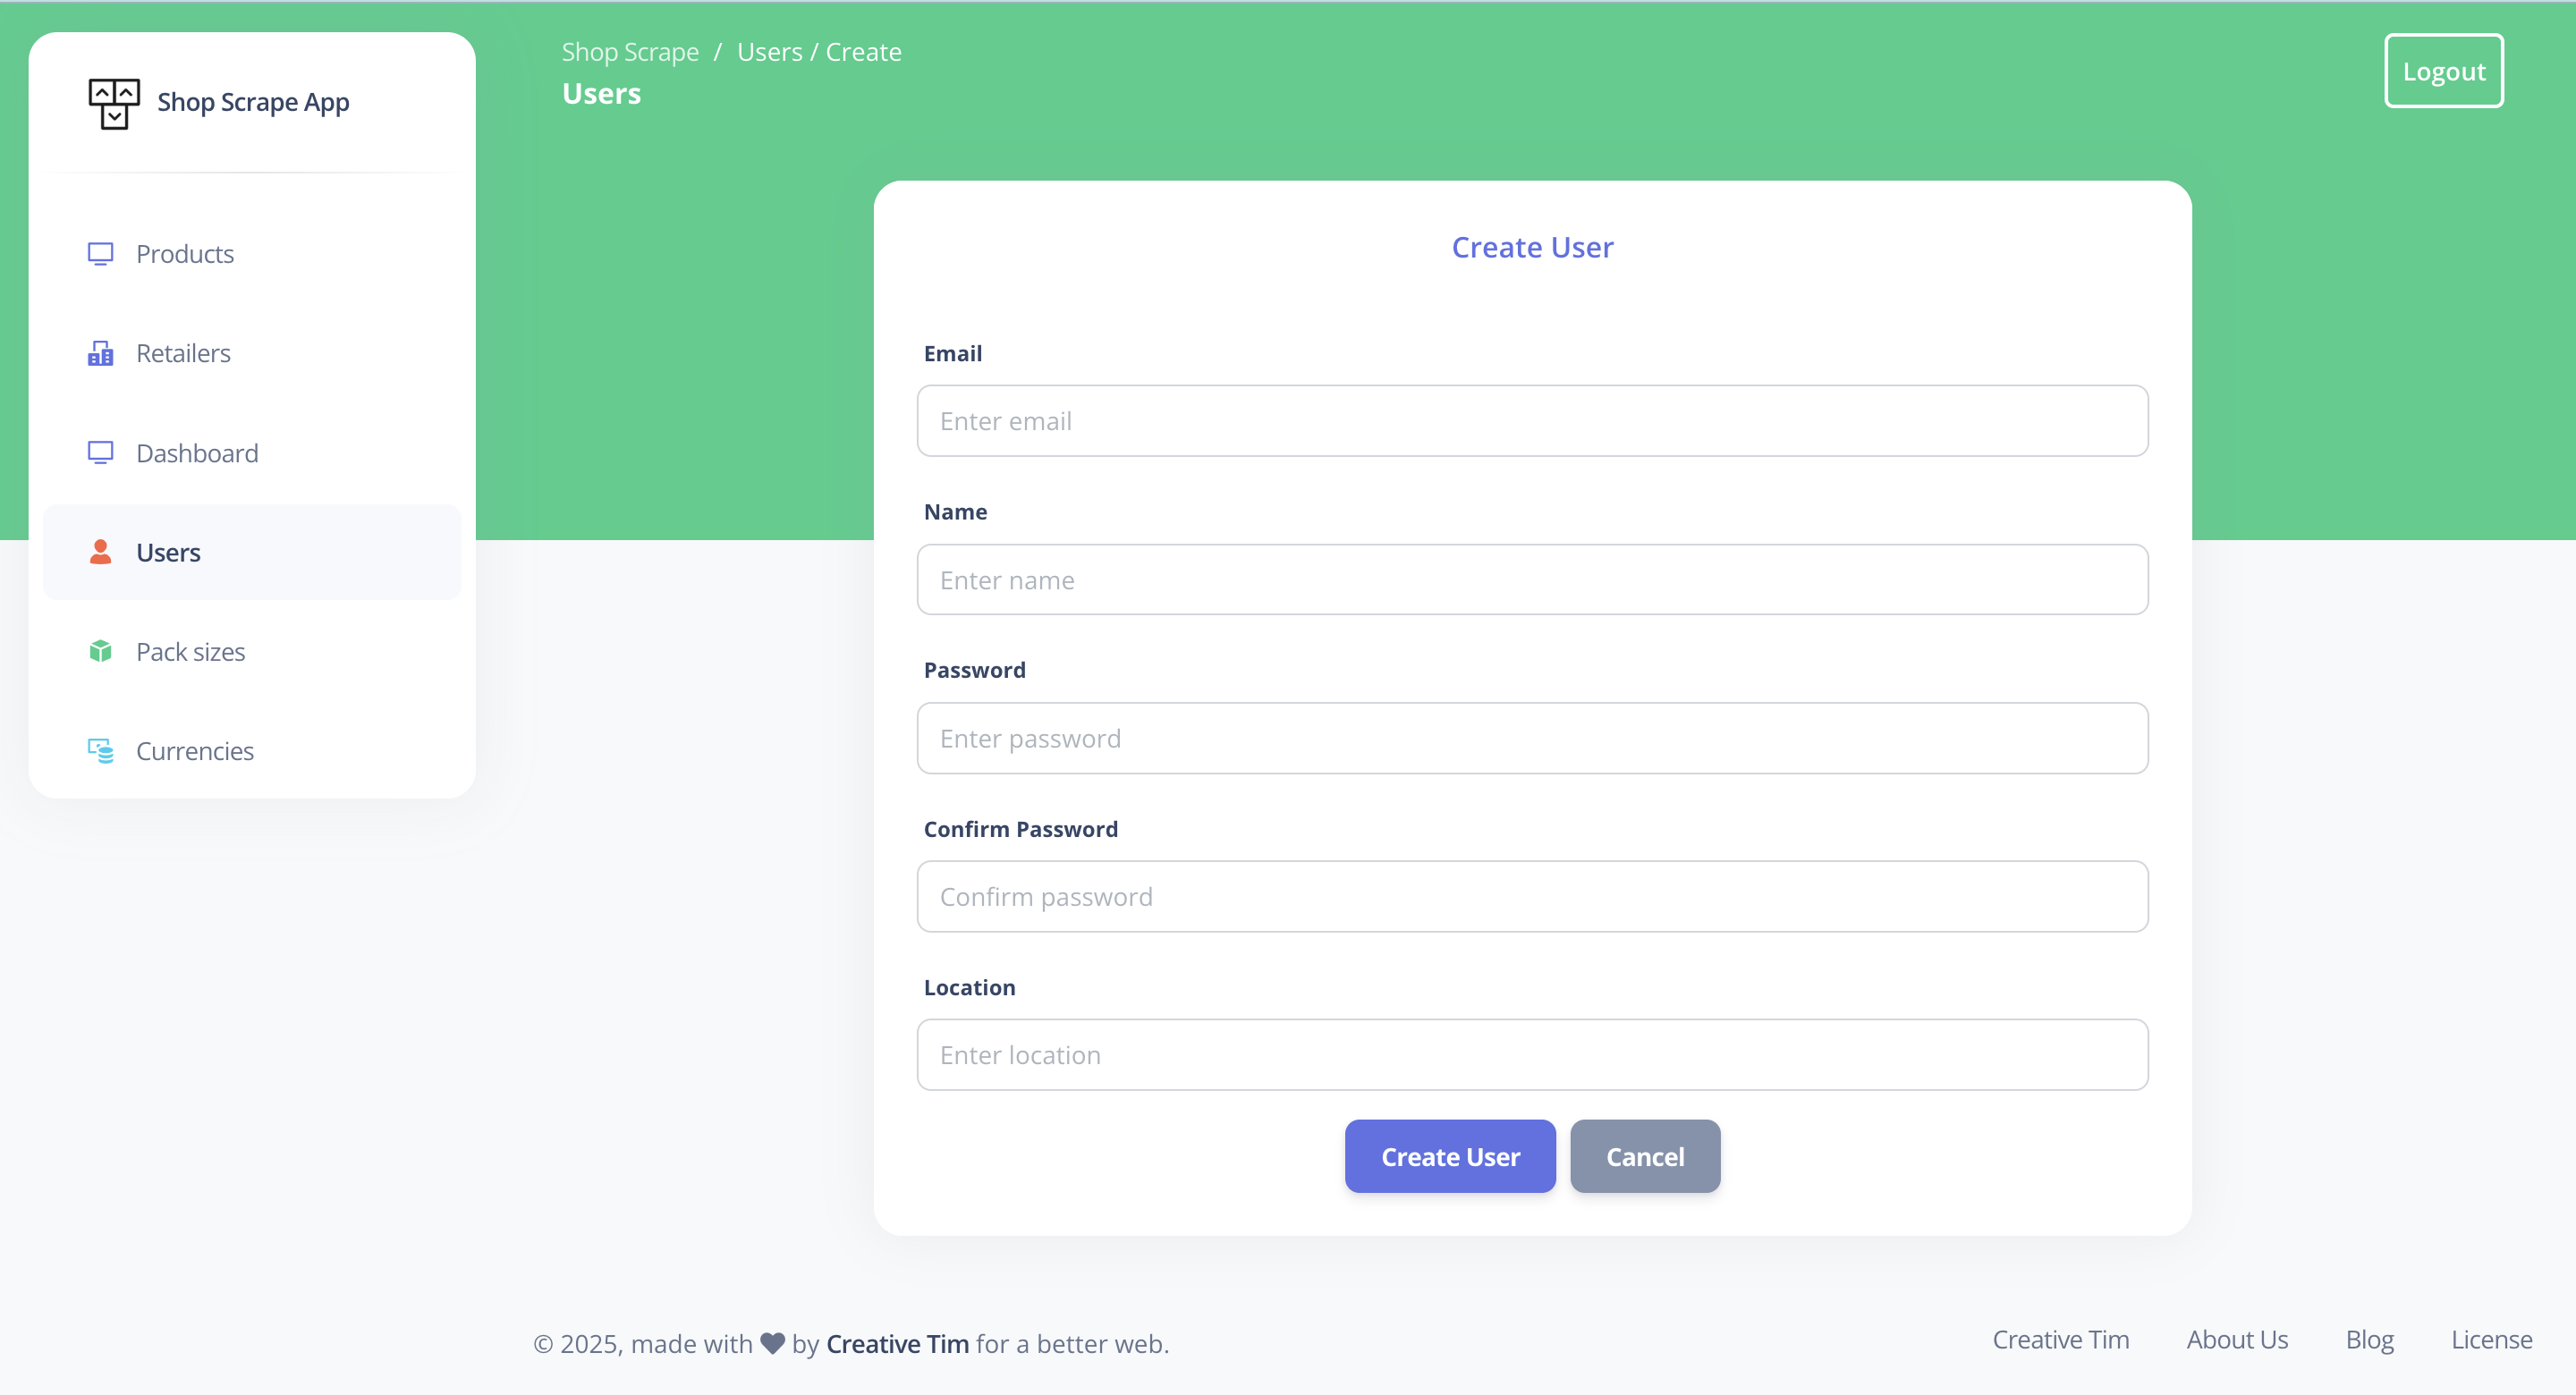 Shop Scrape App
Products
Retailers
Dashboard
Users
Pack sizes
Currencies
Shop Scrape / Users / Create
Users
Logout
Create User
Email
Enter email
Name
Enter name
Password
Enter password
Confirm Password
Confirm password
Location
Enter location
Create User Cancel
© 2025, made with by Creative Tim for a better web.
Creative Tim About Us Blog License